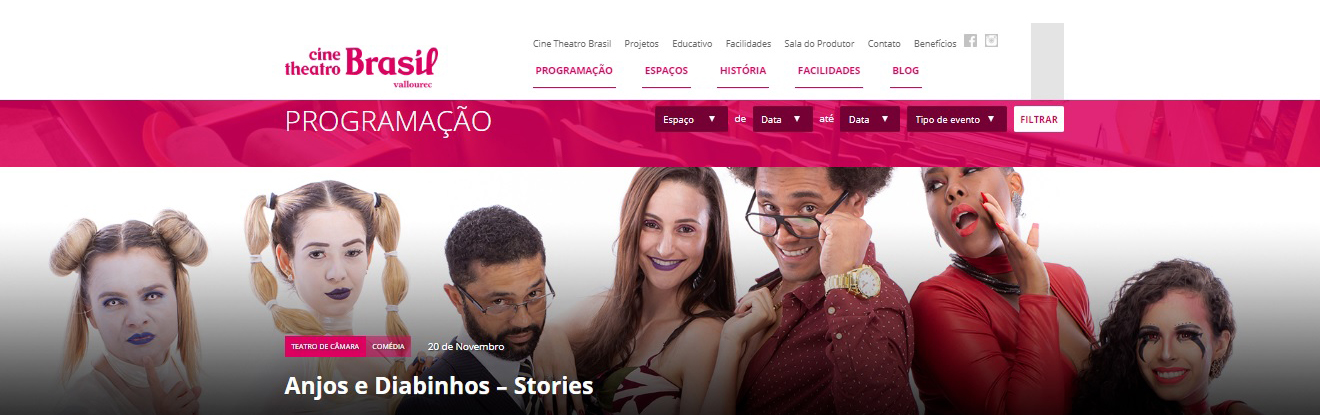 cine
theatro Brasil
vallourec
Cine Theatro Brasil Projetos Educativo Facilidades Sala do Produtor Contato Benefícios
PROGRAMAÇÃO ESPAÇOS HISTÓRIA FACILIDADES BLOG
PROGRAMAÇÃO
Espaço ▼ de Data ▼ até Data ▼ Tipo de evento ▼ FILTRAR
TEATRO DE CÂMARA COMÉDIA 20 de Novembro
Anjos e Diabinhos – Stories